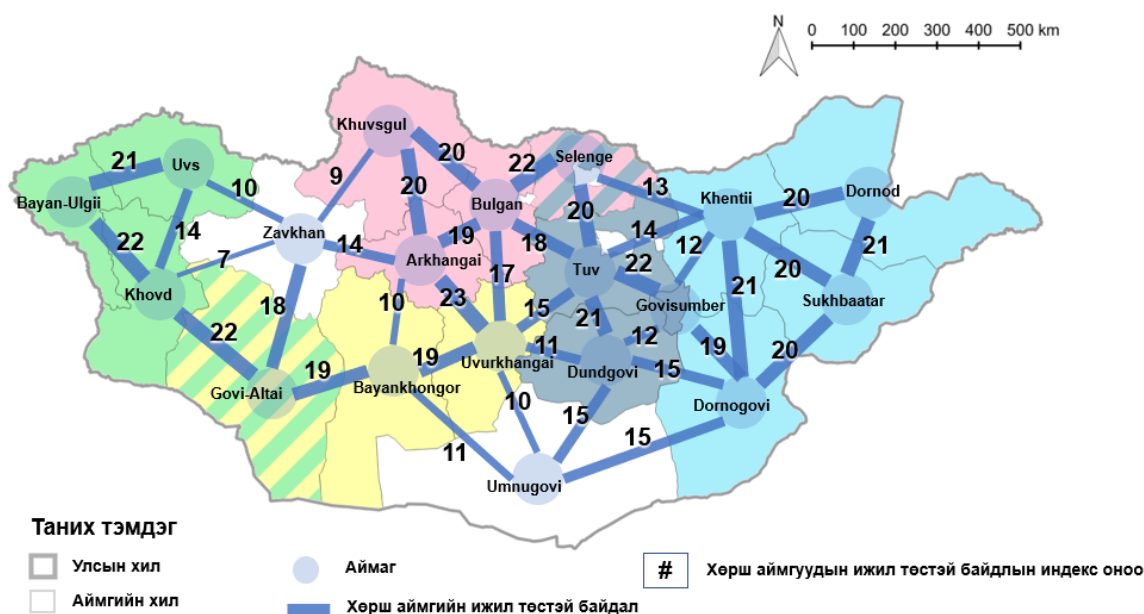 N
0 100 200 300 400 500 km
Khuvsgul
20
22
Selenge
21
Uvs
9
10
20
13
Khentii
20
Dornod
Bayan-Ulgii
Bulgan
20
14
12
Zavkhan
14
19
18
22
14
22
7
Arkhangai
17
Tuv
20
21
Khovd
10
23
15
Govisumber
21
Sukhbaatar
18
21
12
19
22
Uvurkhangai
11
20
19
19
Dundgovi
15
Govi-Altai
Bayankhongor
10
15
Dornogovi
11
15
Umnugovi
Таних тэмдэг
Улсын хил
Аймаг
# Хөрш аймгуудын ижил төстэй байдлын индекс оноо
Аймгийн хил
Хөрш аймгийн ижил төстэй байдал